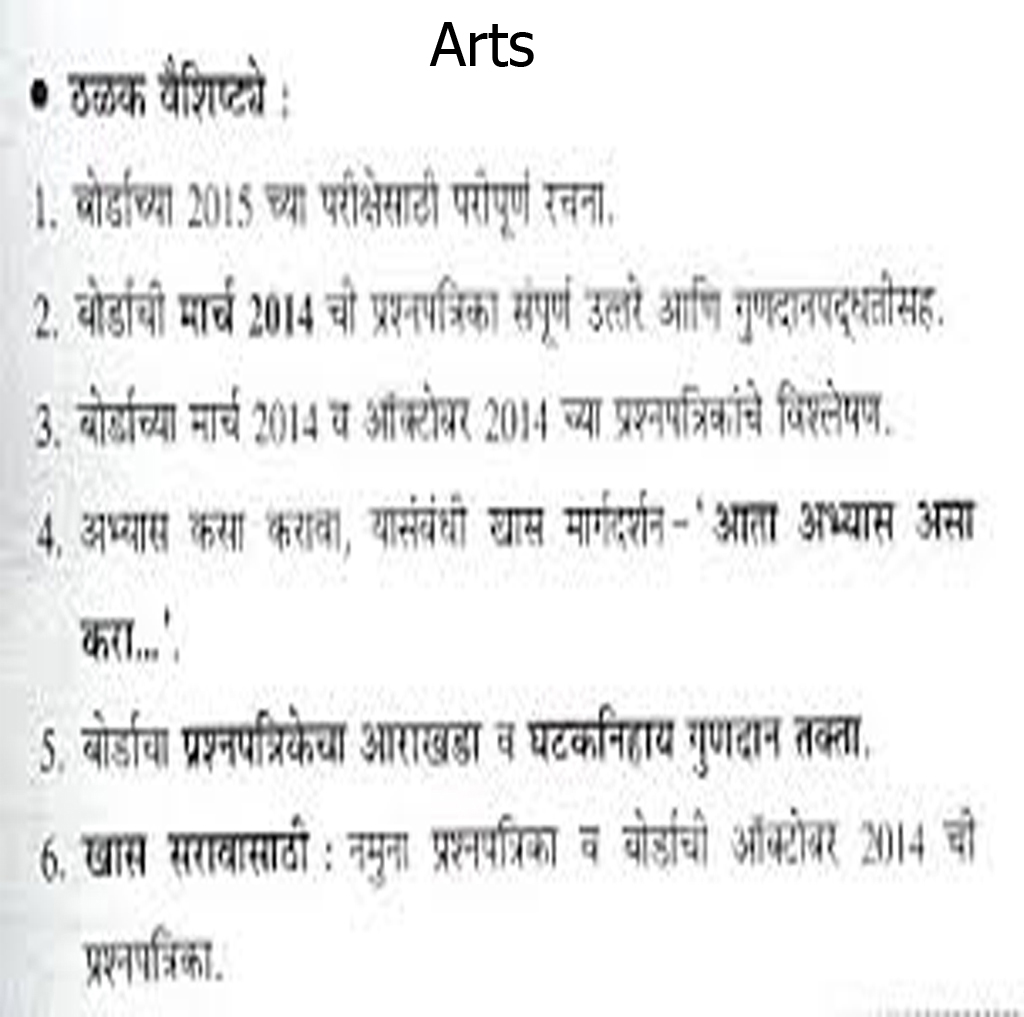 Arts
• ठळक वैशिष्ट्ये :
1. बोर्डाच्या 2015 च्या परीक्षेसाठी परीपूर्ण रचना.
2. बोर्डाची मार्च 2014 ची प्रश्नपत्रिका संपूर्ण उत्तरे आणि गुणदानपद्धतीसह.
3. बोर्डाच्या मार्च 2014 व ऑक्टोबर 2014 च्या प्रश्नपत्रिकांचे विश्लेषण.
4. अभ्यास कसा करावा, यासंबंधी खास मार्गदर्शन–'आता अभ्यास असा
करा...'.
5. बोर्डाचा प्रश्नपत्रिकेचा आराखडा व घटकनिहाय गुणदान तक्ता.
6. खास सरावासाठी : नमुना प्रश्नपत्रिका व बोर्डाची ऑक्टोबर 2014 ची
प्रश्नपत्रिका.